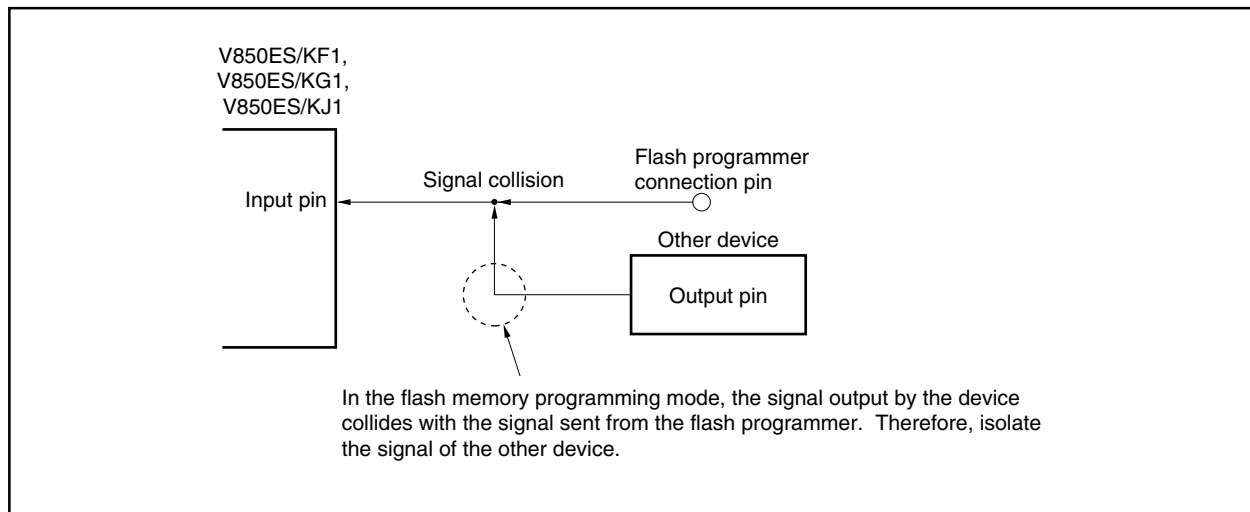 V850ES/KF1,
V850ES/KG1,
V850ES/KJ1
Flash programmer
connection pin
Signal collision
Input pin
Other device
Output pin
In the flash memory programming mode, the signal output by the device
collides with the signal sent from the flash programmer.  Therefore, isolate
the signal of the other device.